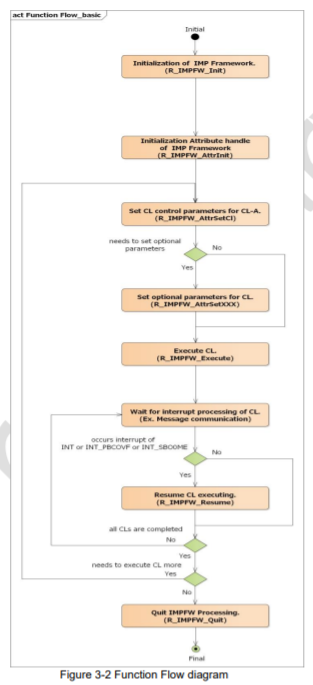 act Function Flow_basic
Initial
Initialization of IMP Framework.
(R_IMPFW_Init)
Initialization Attribute handle
of IMP Framework
(R_IMPFW_AttrInit)
Set CL control parameters for CL-A.
(R_IMPFW_AttrSetCl)
needs to set optional
parameters
No
Yes
Set optional parameters for CL.
(R_IMPFW_AttrSetXXX)
Execute CL.
(R_IMPFW_Execute)
Wait for interrupt processing of CL.
(Ex. Message communication)
occurs interrupt of
INT or INT_PBCOVF or INT_SBO0ME
No
Yes
Resume CL executing.
(R_IMPFW_Resume)
all CLs are completed
No
Yes
needs to execute CL more
Yes
No
Quit IMPFW Processing.
(R_IMPFW_Quit)
Final
Figure 3-2 Function Flow diagram